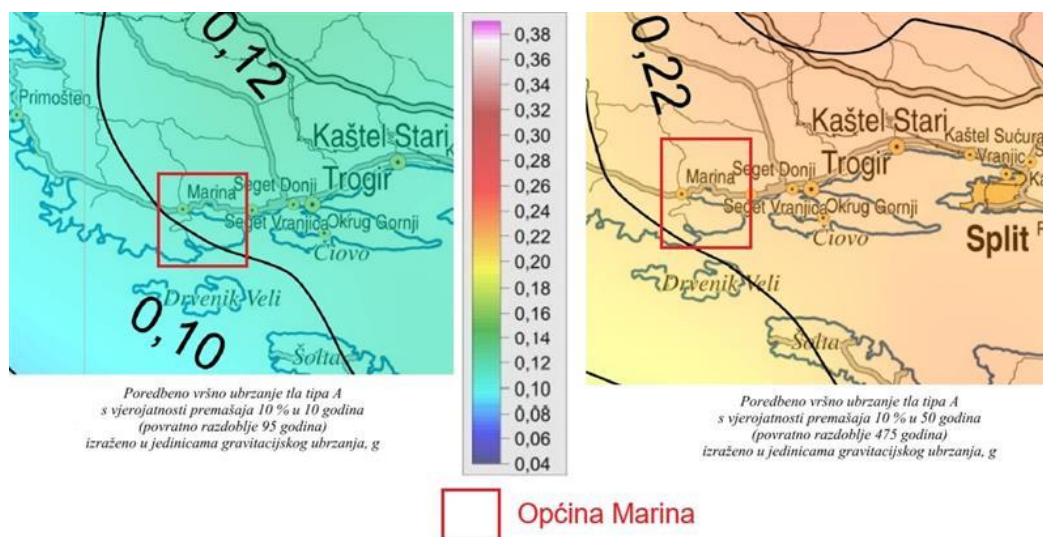 0,12
Primošten
Kaštel Stari
Trogir
Seget Donji
Marina
Seget Vranjica
Okrug Gornji
Čiovo
Drvenik Veli
0,10
Šolta
Poredbeno vršno ubrzanje tla tipa A
s vjerojatnosti premašaja 10 % u 10 godina
(povratno razdoblje 95 godina)
izraženo u jedinicama gravitacijskog ubrzanja, g
0,38
0,36
0,34
0,32
0,30
0,28
0,26
0,24
0,22
0,20
0,18
0,16
0,14
0,12
0,10
0,08
0,06
0,04
0,22
Kaštel Stari
Kaštel Sućura
Vranjic
Trogir
Seget Donji
Marina
Seget Vranjica
Okrug Gornji
Čiovo
Split
Drvenik Veli
Šolta
Poredbeno vršno ubrzanje tla tipa A
s vjerojatnosti premašaja 10 % u 50 godina
(povratno razdoblje 475 godina)
izraženo u jedinicama gravitacijskog ubrzanja, g
Općina Marina